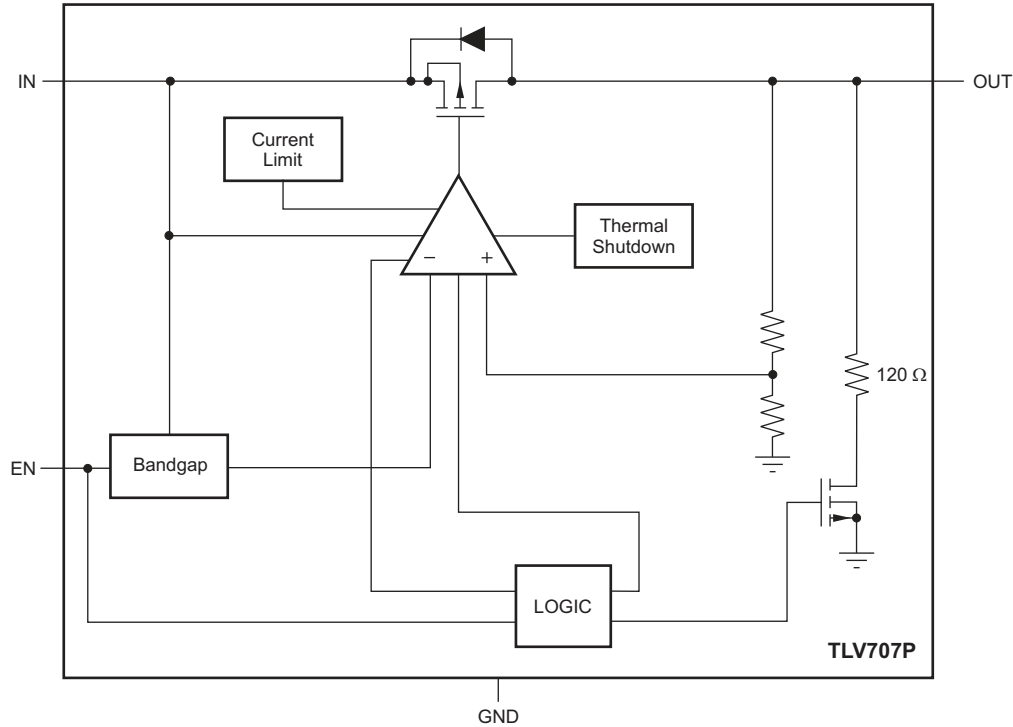 IN
OUT
Current
Limit
Thermal
Shutdown
−
+
120 Ω
EN
Bandgap
LOGIC
TLV707P
GND